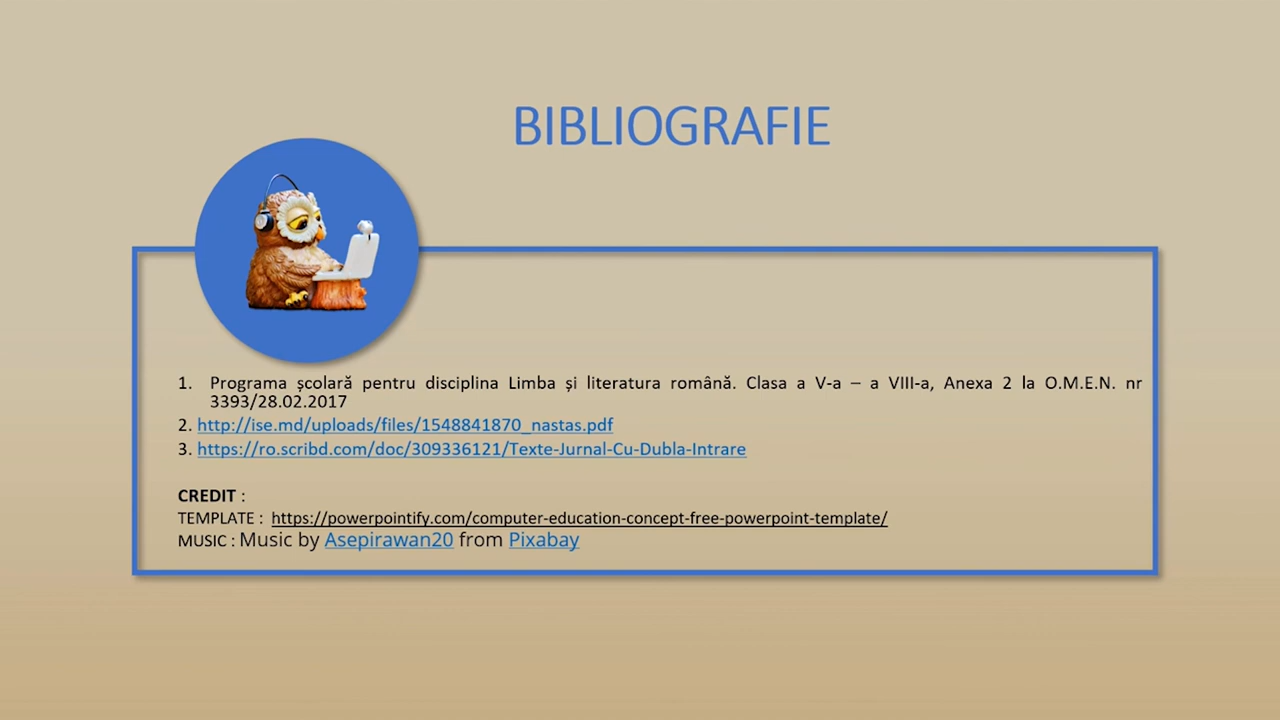 BIBLIOGRAFIE
1. Programa școlară pentru disciplina Limba și literatura română. Clasa a V-a – a VIII-a, Anexa 2 la O.M.E.N. nr
3393/28.02.2017
2. http://ise.md/uploads/files/1548841870_nastas.pdf
3. https://ro.scribd.com/doc/309336121/Texte-Jurnal-Cu-Dubla-Intrare
CREDIT :
TEMPLATE : https://powerpointify.com/computer-education-concept-free-powerpoint-template/
MUSIC : Music by Asepirawan20 from Pixabay